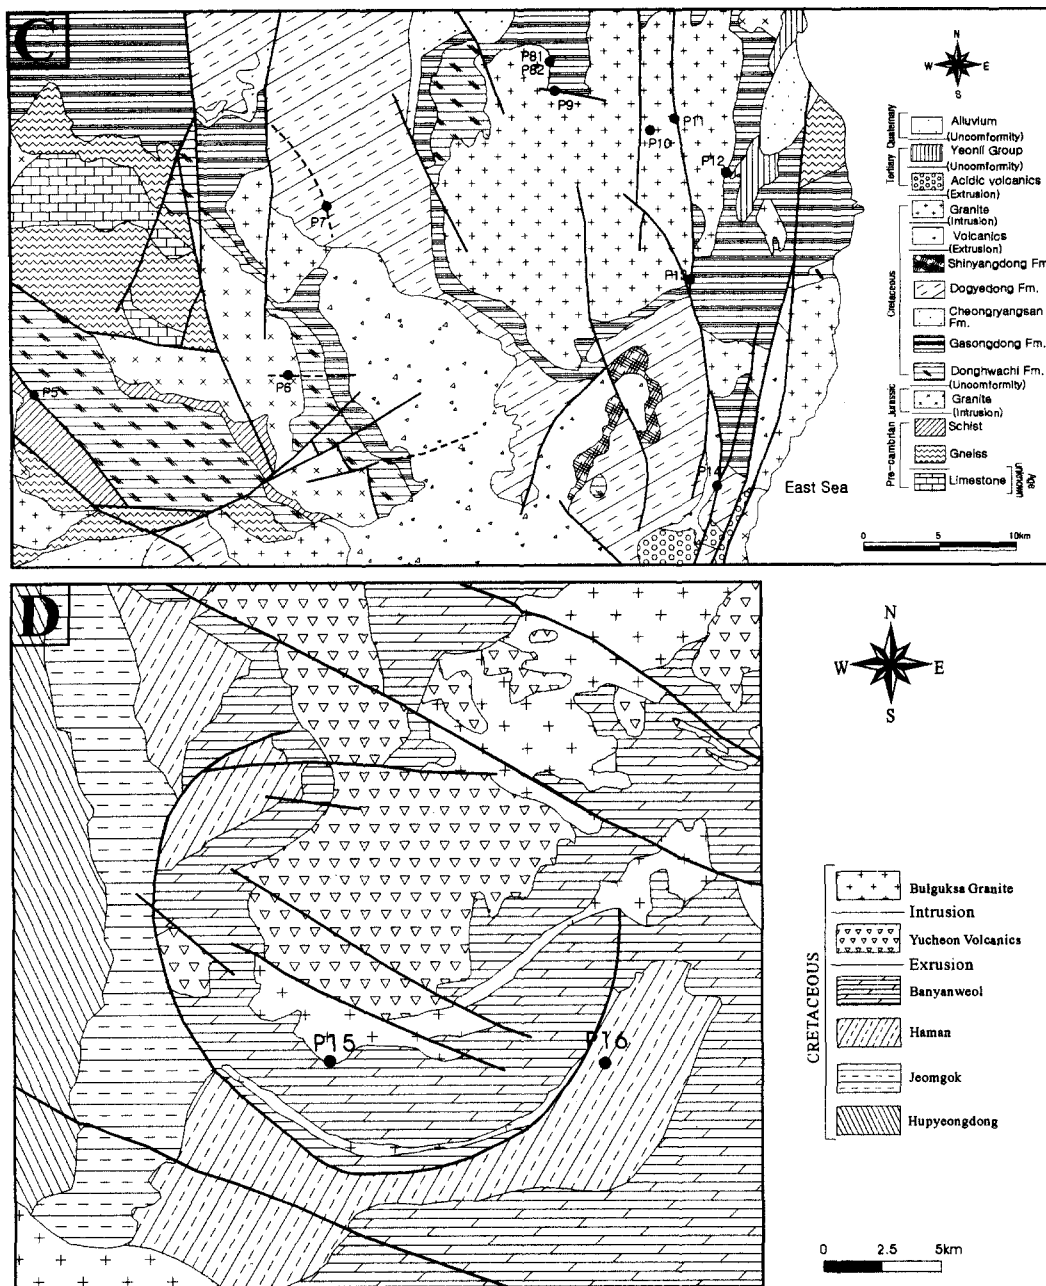 C
P81
P82
P9
P11
P10
P12
P7
P13
P6
P5
P14
East Sea
N
W E
S
Quaternary
Tertiary
Cretaceous
Jurassic
Pre-cambrian
Alluvium
(Uncomformity)
Yeonil Group
(Uncomformity)
Acidic volcanics
(Extrusion)
Granite
(Intrusion)
Volcanics
(Extrusion)
Shinyangdong Fm
Dogyedong Fm.
Cheongryangsan
Fm.
Gasongdong Fm.
Donghwachi Fm.
(Uncomformity)
Granite
(Intrusion)
Schist
Gneiss
Limestone
unknown
Age
0 5 10km
D
P15
P16
N
W E
S
CRETACEOUS
Bulguksa Granite
Intrusion
Yucheon Volcanics
Exrusion
Banyanweol
Haman
Jeomgok
Hupyeongdong
0 2.5 5km